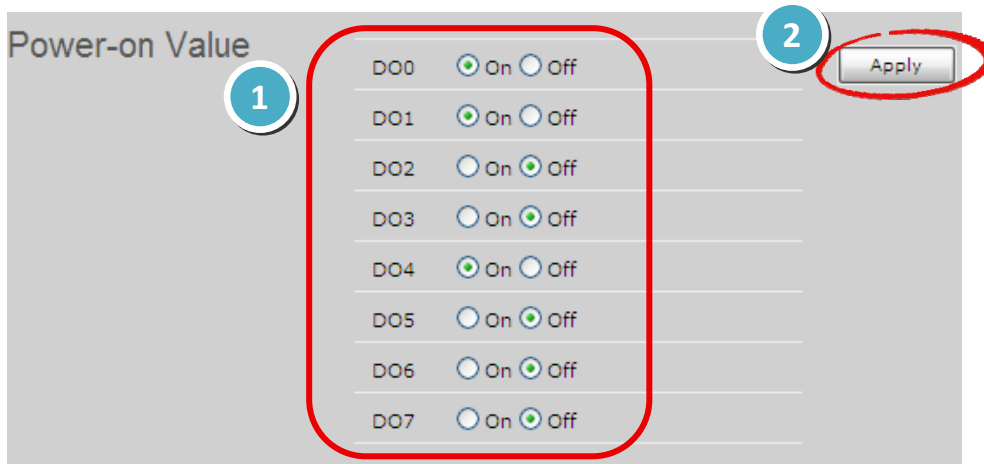 Power-on Value
1
DO0 On Off
DO1 On Off
DO2 On Off
DO3 On Off
DO4 On Off
DO5 On Off
DO6 On Off
DO7 On Off
2
Apply